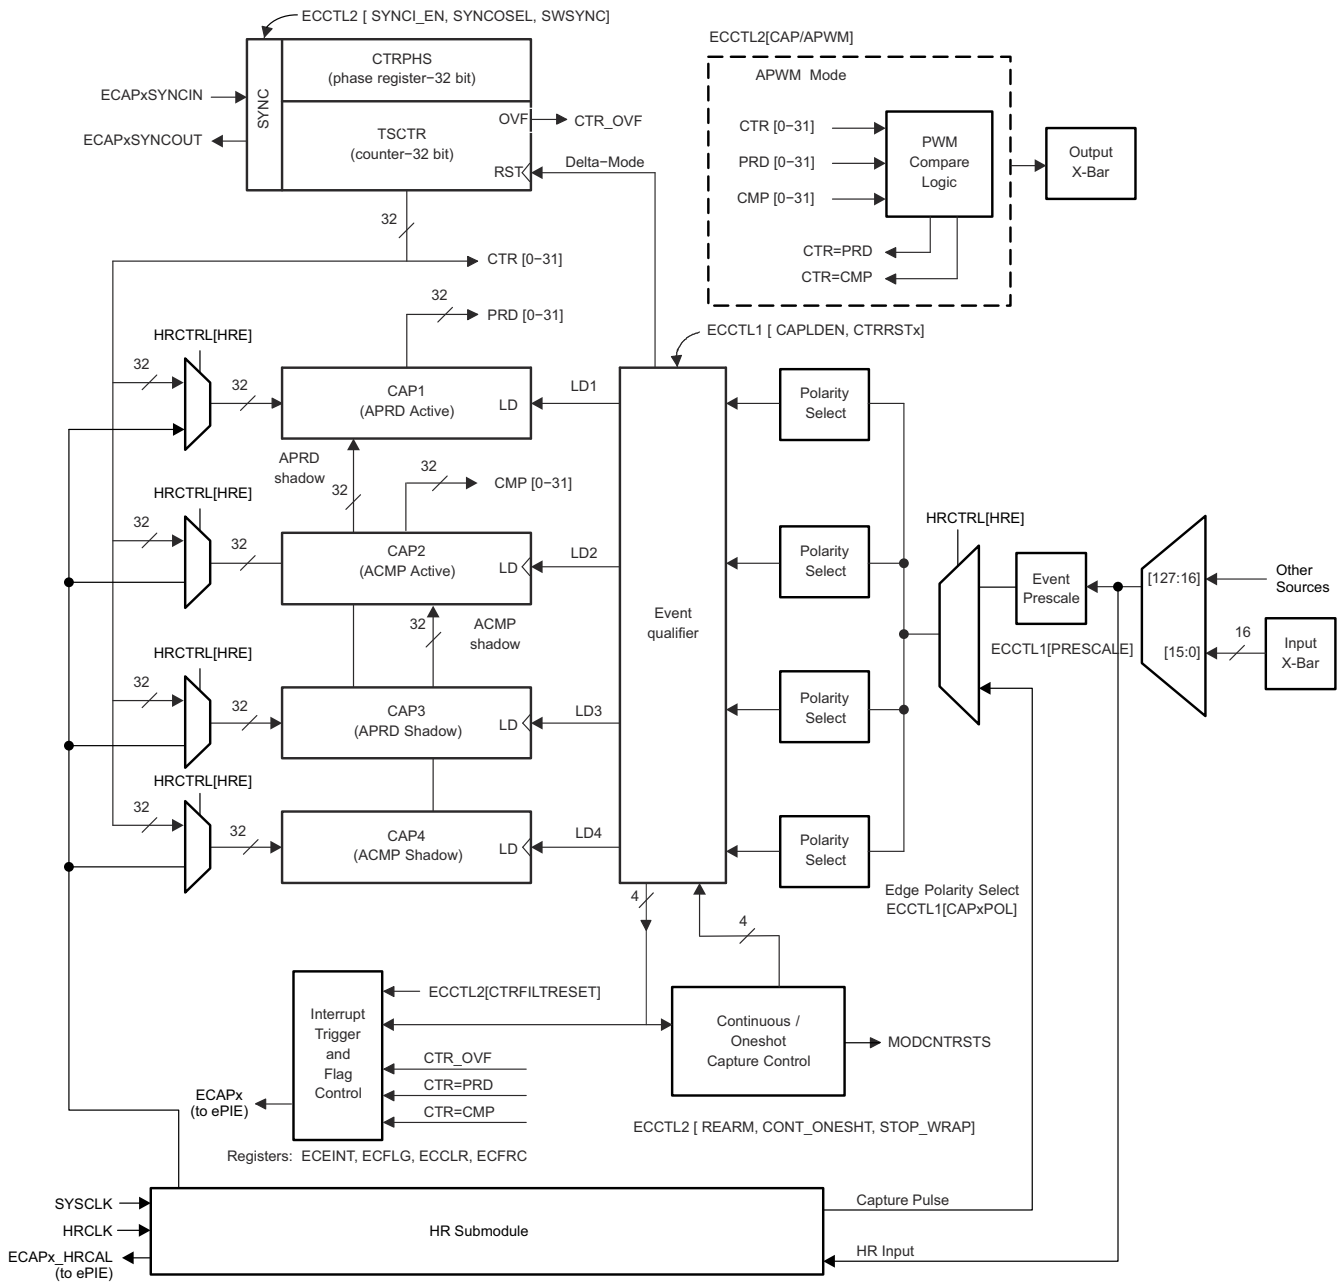 ECCTL2 [ SYNCI_EN, SYNCOSEL, SWSYNC]
SYNC
CTRPHS
(phase register−32 bit)
TSCTR
(counter−32 bit)
OVF
RST
ECAPxSYNCIN
ECAPxSYNCOUT
CTR_OVF
Delta−Mode
32
CTR [0−31]
32
PRD [0−31]
ECCTL2[CAP/APWM]
APWM Mode
CTR [0−31]
PRD [0−31]
CMP [0−31]
PWM
Compare
Logic
CTR=PRD
CTR=CMP
Output
X-Bar
ECCTL1 [ CAPLDEN, CTRRSTx]
HRCTRL[HRE]
32
32
CAP1
(APRD Active)
LD
LD1
Polarity
Select
APRD
shadow
32
32
CMP [0−31]
HRCTRL[HRE]
32
32
CAP2
(ACMP Active)
LD
LD2
Polarity
Select
32
ACMP
shadow
Event
qualifier
HRCTRL[HRE]
Event
Prescale
ECCTL1[PRESCALE]
[127:16]
[15:0]
Other
Sources
16
Input
X-Bar
HRCTRL[HRE]
32
32
CAP3
(APRD Shadow)
LD
LD3
Polarity
Select
HRCTRL[HRE]
32
32
CAP4
(ACMP Shadow)
LD
LD4
Polarity
Select
Edge Polarity Select
ECCTL1[CAPxPOL]
4
4
Interrupt
Trigger
and
Flag
Control
ECCTL2[CTRFILTRESET]
CTR_OVF
CTR=PRD
CTR=CMP
ECAPx
(to ePIE)
Continuous /
Oneshot
Capture Control
MODCNTRSTS
ECCTL2 [ REARM, CONT_ONESHT, STOP_WRAP]
Registers: ECEINT, ECFLG, ECCLR, ECFRC
SYSCLK
HRCLK
ECAPx_HRCAL
(to ePIE)
HR Submodule
Capture Pulse
HR Input